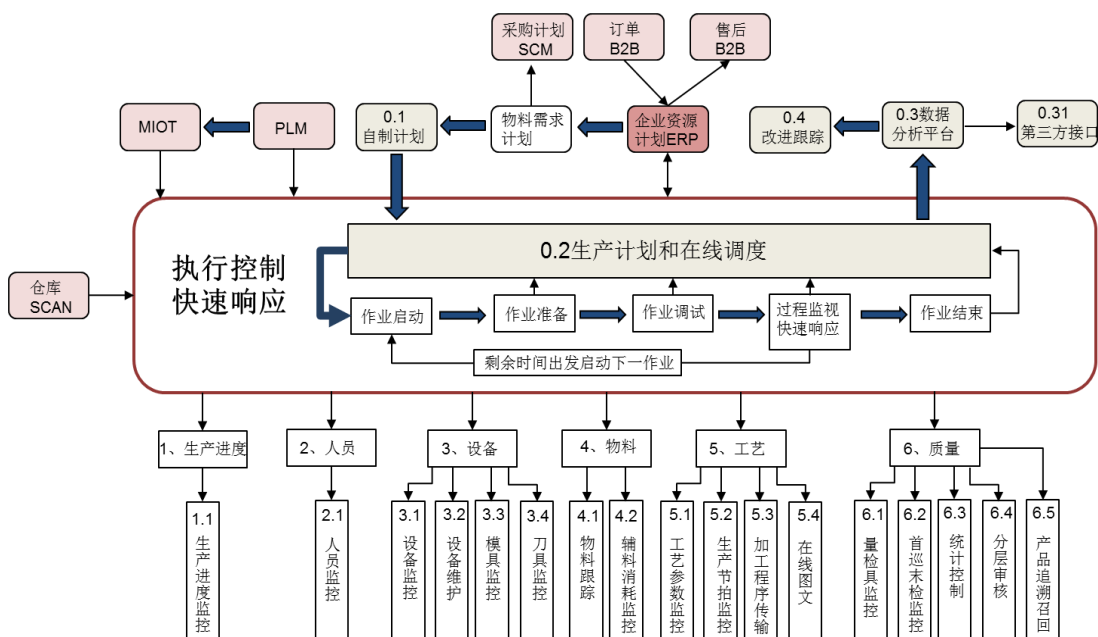 采购计划
SCM
订单
B2B
售后
B2B
MIOT
PLM
0.1
自制计划
物料需求
计划
企业资源
计划ERP
0.4
改进跟踪
0.3数据
分析平台
0.31
第三方接口
仓库
SCAN
执行控制
快速响应
0.2生产计划和在线调度
作业启动
作业准备
作业调试
过程监视
快速响应
作业结束
剩余时间出发启动下一作业
1、生产进度
2、人员
3、设备
4、物料
5、工艺
6、质量
1.1
生产进度监控
2.1
人员监控
3.1
设备监控
3.2
设备维护
3.3
模具监控
3.4
刀具监控
4.1
物料跟踪
4.2
辅料消耗监控
5.1
工艺参数监控
5.2
生产节拍监控
5.3
加工程序传输
5.4
在线图文
6.1
量检具监控
6.2
首巡末检监控
6.3
统计控制
6.4
分层审核
6.5
产品追溯召回